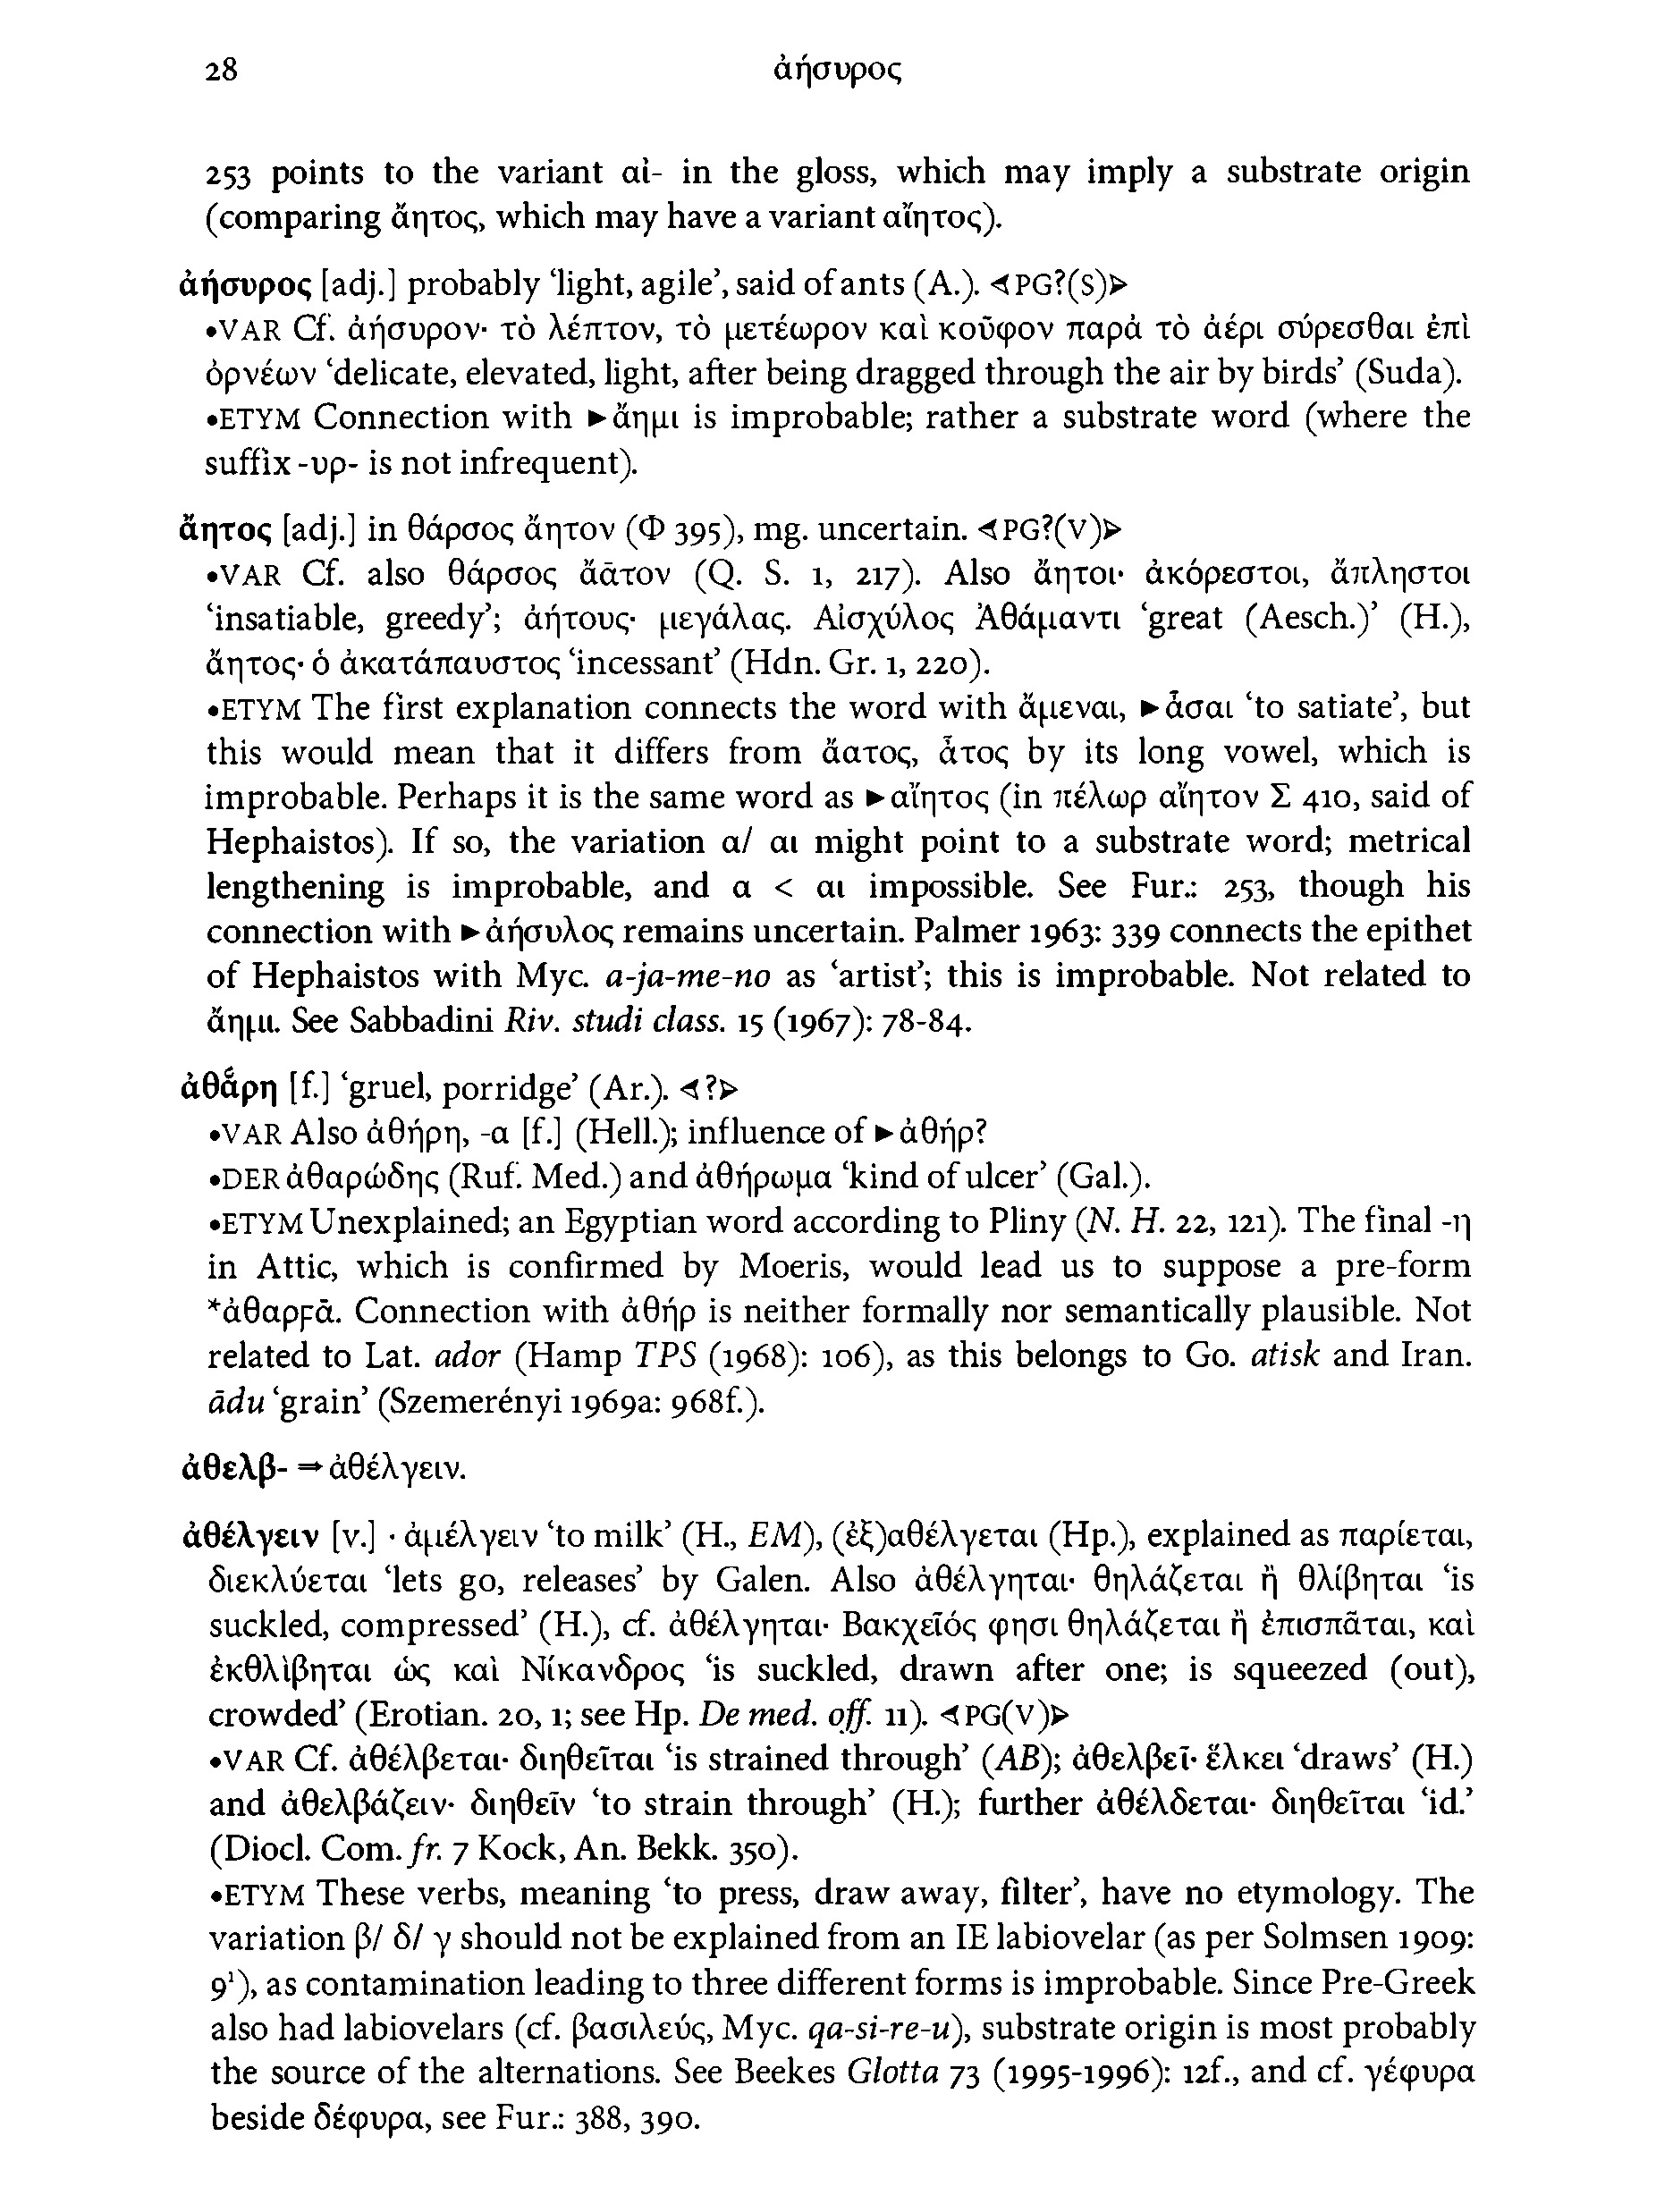 28 ἀήσυρος
253 points to the variant αἰ- in the gloss, which may imply a substrate origin
(comparing ἄητος, which may have a variant αἴητος).
ἀήσυρος [adj.] probably ‘light, agile’, said of ants (A.). ⊲PG?(S)⊳
•VAR Cf. ἀήσυρον· τὸ λέπτον, τὸ μετέωρον καὶ κοῦφον παρὰ τὸ ἀέρι σύρεσθαι ἐπὶ
ὀρνέων ‘delicate, elevated, light, after being dragged through the air by birds’ (Suda).
•ETYM Connection with ►ἄημι is improbable; rather a substrate word (where the
suffix -υρ- is not infrequent).
ἄητος [adj.] in θάρσος ἄητον (Φ 395), mg. uncertain. ⊲PG?(V)⊳
•VAR Cf. also θάρσος ἄᾱτον (Q. S. 1, 217). Also ἄητοι· ἀκόρεστοι, ἄπληστοι
‘insatiable, greedy’; ἀήτους· μεγάλας. Αἰσχύλος Ἀθάμαντι ‘great (Aesch.)’ (H.),
ἄητος· ὁ ἀκατάπαυστος ‘incessant’ (Hdn. Gr. 1, 220).
•ETYM The first explanation connects the word with ἄμεναι, ►ἆσαι ‘to satiate’, but
this would mean that it differs from ἄατος, ἆτος by its long vowel, which is
improbable. Perhaps it is the same word as ►αἴητος (in πέλωρ αἴητον Σ 410, said of
Hephaistos). If so, the variation α/ αι might point to a substrate word; metrical
lengthening is improbable, and α < αι impossible. See Fur.: 253, though his
connection with ►ἀήσυλος remains uncertain. Palmer 1963: 339 connects the epithet
of Hephaistos with Myc. a-ja-me-no as ‘artist’; this is improbable. Not related to
ἄημι. See Sabbadini Riv. studi class. 15 (1967): 78-84.
ἀθάρη [f.] ‘gruel, porridge’ (Ar.). ⊲?⊳
•VAR Also ἀθήρη, -α [f.] (Hell.); influence of ►ἀθήρ?
•DER ἀθαρώδης (Ruf. Med.) and ἀθήρωμα ‘kind of ulcer’ (Gal.).
•ETYM Unexplained; an Egyptian word according to Pliny (N. H. 22, 121). The final -η
in Attic, which is confirmed by Moeris, would lead us to suppose a pre-form
*ἀθαρϝᾱ. Connection with ἀθήρ is neither formally nor semantically plausible. Not
related to Lat. ador (Hamp TPS (1968): 106), as this belongs to Go. atisk and Iran.
ādu ‘grain’ (Szemerényi 1969a: 968f.).
ἀθελβ- ⇒ἀθέλγειν.
ἀθέλγειν [v.] · ἀμέλγειν ‘to milk’ (H., EM), (ἐξ)αθέλγεται (Hp.), explained as παρίεται,
διεκλύεται ‘lets go, releases’ by Galen. Also ἀθέλγηται· θηλάζεται ἢ θλίβηται ‘is
suckled, compressed’ (H.), cf. ἀθέλγηται· Βακχεῖός φησι θηλάζεται ἢ ἐπισπᾶται, καὶ
ἐκθλὶβηται ὡς καὶ Νίκανδρος ‘is suckled, drawn after one; is squeezed (out),
crowded’ (Erotian. 20, 1; see Hp. De med. off. 11). ⊲PG(V)⊳
•VAR Cf. ἀθέλβεται· διηθεῖται ‘is strained through’ (AB); ἀθελβεῖ· ἕλκει ‘draws’ (H.)
and ἀθελβάζειν· διηθεῖν ‘to strain through’ (H.); further ἀθέλδεται· διηθεῖται ‘id.’
(Diocl. Com. fr. 7 Kock, An. Bekk. 350).
•ETYM These verbs, meaning ‘to press, draw away, filter’, have no etymology. The
variation β/ δ/ γ should not be explained from an IE labiovelar (as per Solmsen 1909:
9¹), as contamination leading to three different forms is improbable. Since Pre-Greek
also had labiovelars (cf. βασιλεύς, Myc. qa-si-re-u), substrate origin is most probably
the source of the alternations. See Beekes Glotta 73 (1995-1996): 12f., and cf. γέφυρα
beside δέφυρα, see Fur.: 388, 390.